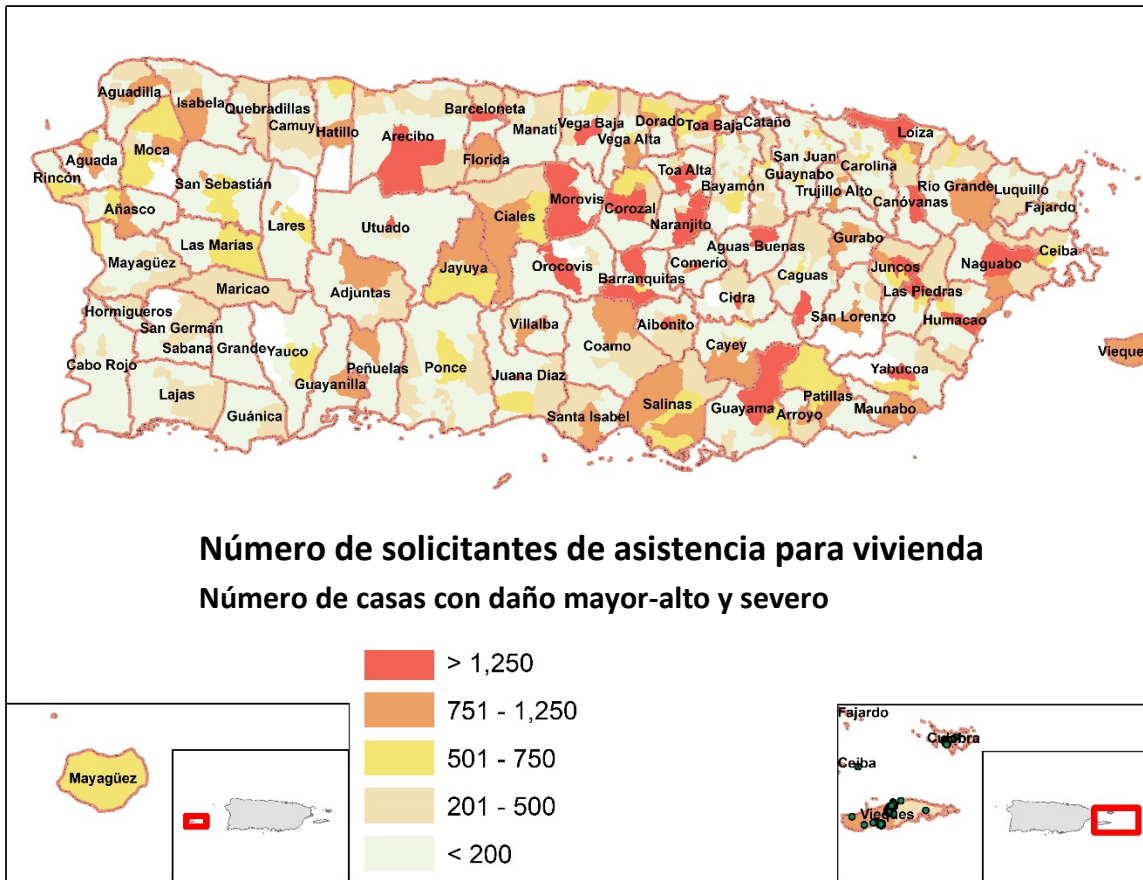 Aguadilla
Isabela
Quebradillas
Camuy
Hatillo
Arecibo
Barceloneta
Manatí
Vega Baja
Vega Alta
Dorado
Toa Baja
Cataño
Loíza
Moca
Aguada
Rincón
San Sebastián
Añasco
Lares
Utuado
Florida
Ciales
Morovis
Corozal
Toa Alta
Naranjito
Bayamón
San Juan
Guaynabo
Trujillo Alto
Carolina
Canóvanas
Río Grande
Luquillo
Fajardo
Ceiba
Las Marías
Mayagüez
Maricao
Adjuntas
Jayuya
Orocovis
Barranquitas
Aguas Buenas
Comerío
Caguas
Gurabo
Juncos
Naguabo
Las Piedras
Hormigueros
San Germán
Sabana Grande
Cabo Rojo
Lajas
Guánica
Yauco
Guayanilla
Peñuelas
Ponce
Villalba
Juana Díaz
Coamo
Aibonito
Cidra
Cayey
San Lorenzo
Humacao
Yabucoa
Santa Isabel
Salinas
Guayama
Arroyo
Patillas
Maunabo
Vieque
Número de solicitantes de asistencia para vivienda
Número de casas con daño mayor-alto y severo
> 1,250
751 - 1,250
501 - 750
201 - 500
< 200
Mayagüez
Fajardo
Culebra
Ceiba
Vieques